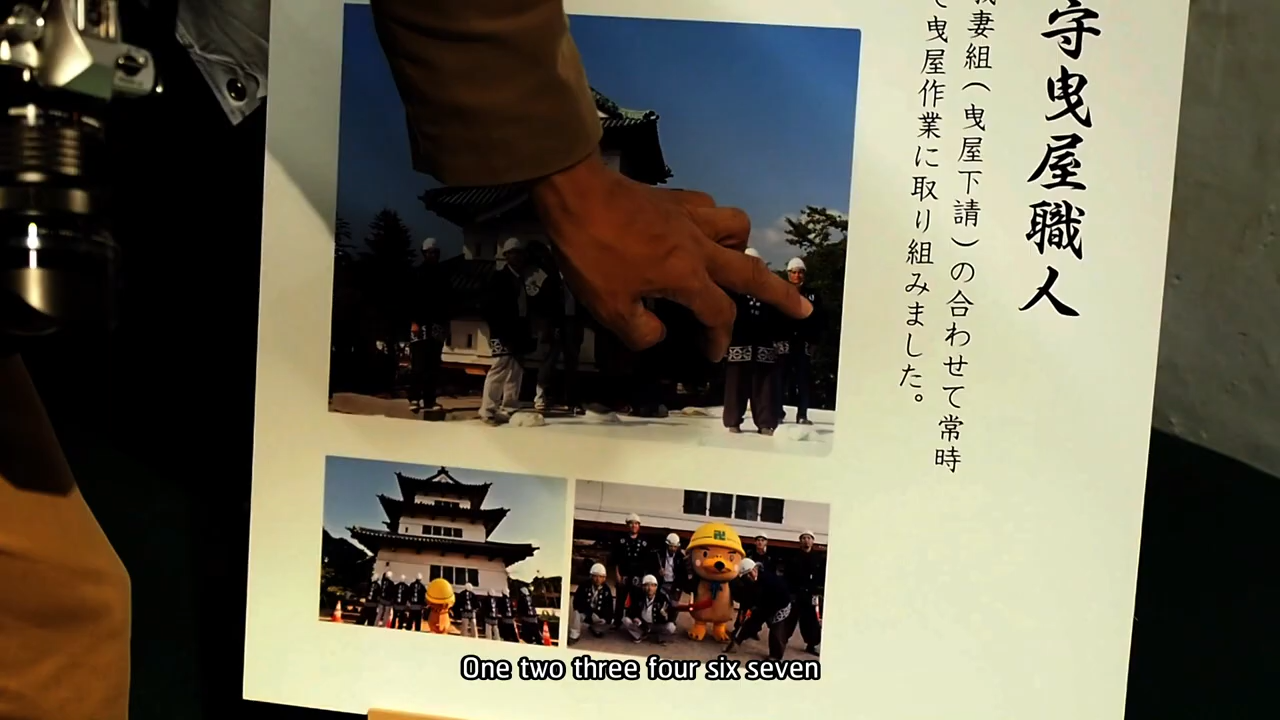 守曳屋職人
妻組(曳屋下請)の合わせて常時
曳屋作業に取り組みました。
卍
One two three four six seven